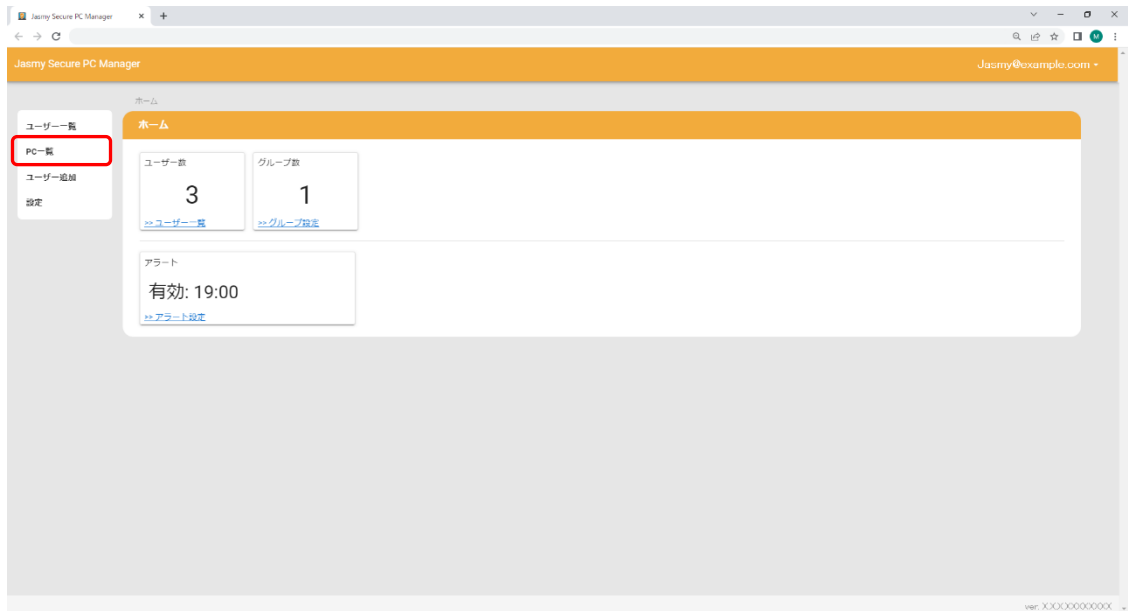 Jasmy Secure PC Manager
Jasmy Secure PC Manager
Jasmy@example.com
M
ホーム
ユーザー一覧
PC一覧
ユーザー追加
設定
ホーム
ユーザー数
3
>> ユーザー一覧
グループ数
1
>> グループ設定
アラート
有効: 19:00
>> アラート設定
ver. XXXXXXXXXXX